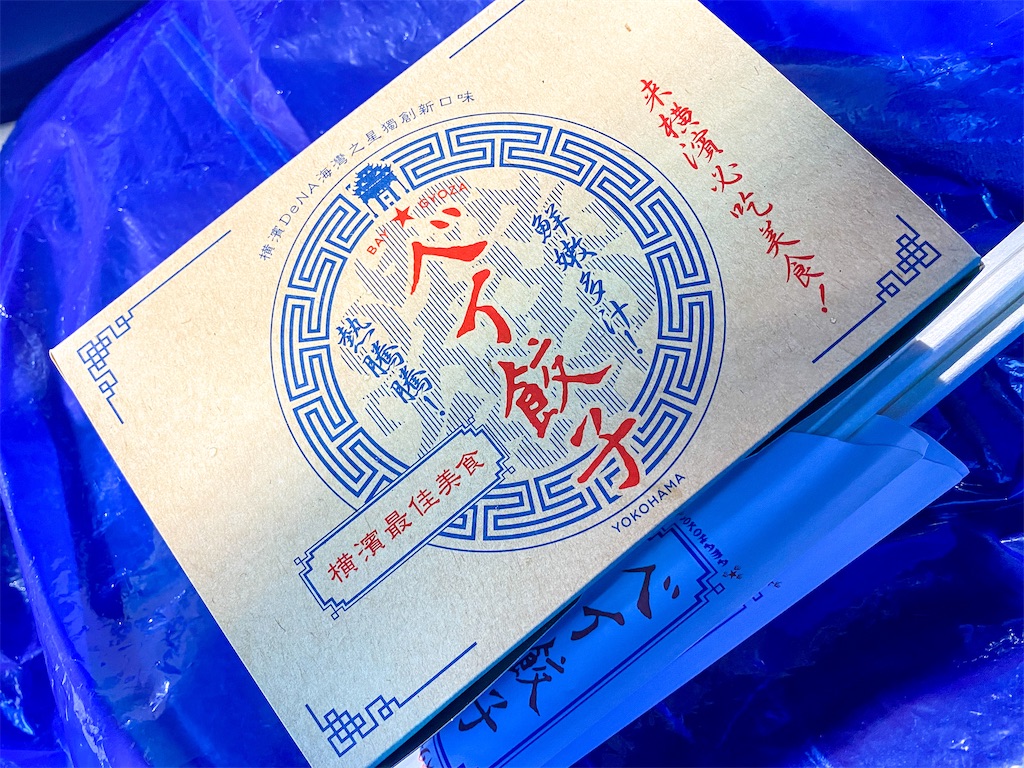 横濱DeNA海灣之星獨創新口味
来横濱必吃美食！
BAY★GYOZA
ベイ餃子
鮮嫩多汁！
熱騰騰！
横濱最佳美食
YOKOHAMA
YOKOHAMA
ベイ餃子